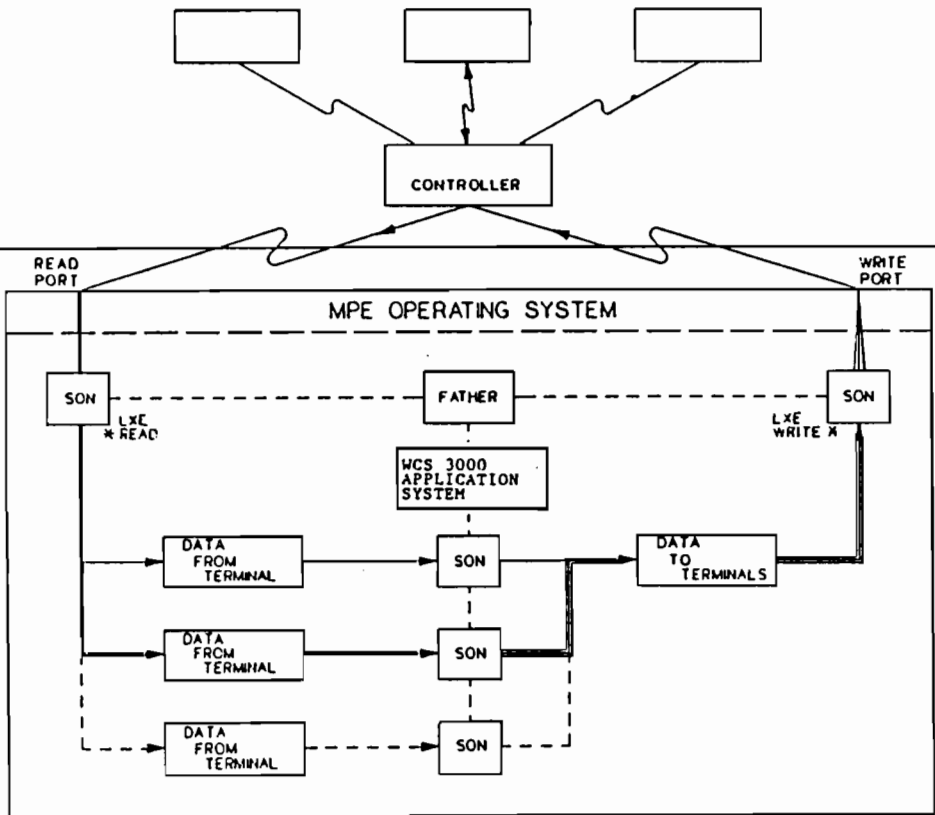 CONTROLLER
READ
PORT
WRITE
PORT
MPE OPERATING SYSTEM
SON
FATHER
SON
LXE
* READ
LXE
WRITE *
WCS 3000
APPLICATION
SYSTEM
DATA
FROM
TERMINAL
SON
DATA
TO
TERMINALS
DATA
FROM
TERMINAL
SON
DATA
FROM
TERMINAL
SON